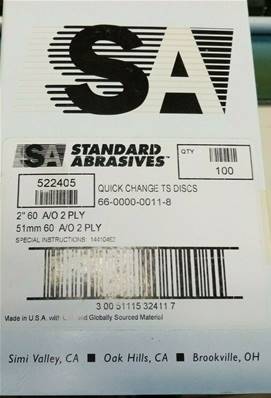 SA
SA STANDARD
ABRASIVES™
QTY
100
522405
QUICK CHANGE TS DISCS
66-0000-0011-8
2" 60 A/O 2 PLY
51mm 60 A/O 2 PLY
SPECIAL INSTRUCTIONS:
3 00 51115 32411 7
Made in U.S.A. with and Globally Sourced Material
Simi Valley, CA ■ Oak Hills, CA ■ Brookville, OH